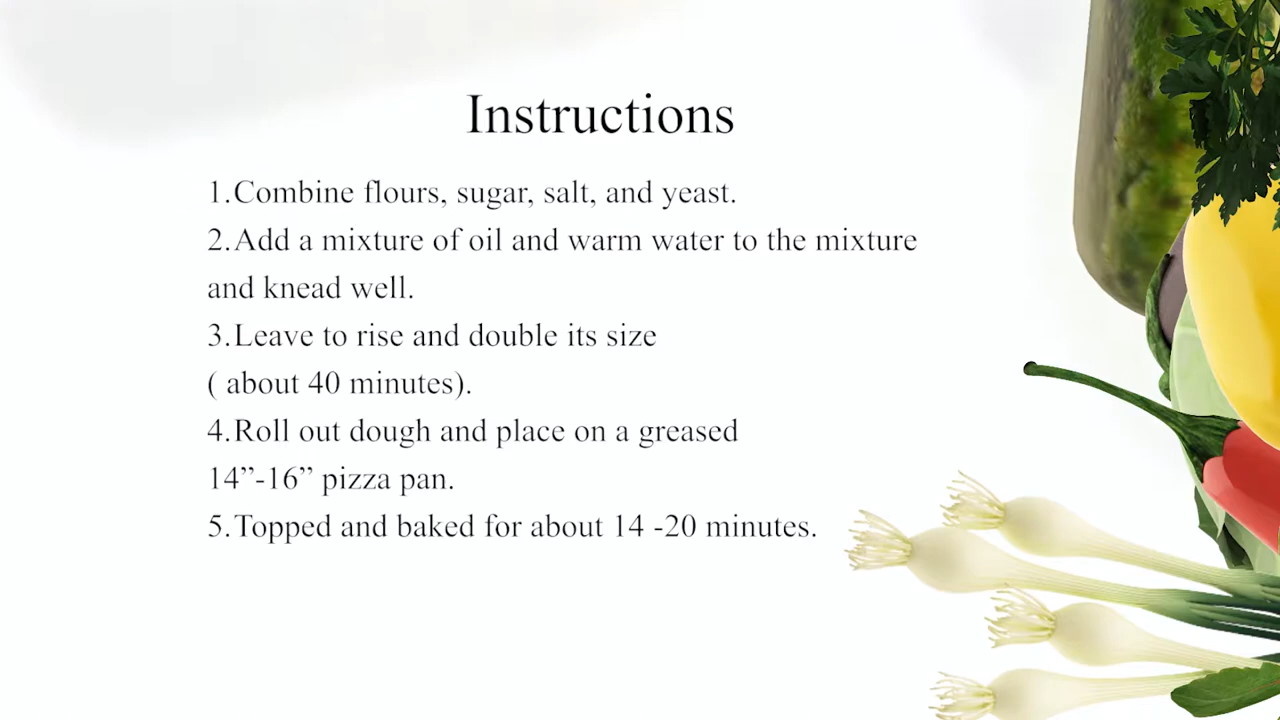 Instructions
1.Combine flours, sugar, salt, and yeast.
2.Add a mixture of oil and warm water to the mixture
and knead well.
3.Leave to rise and double its size
( about 40 minutes).
4.Roll out dough and place on a greased
14”-16” pizza pan.
5.Topped and baked for about 14 -20 minutes.